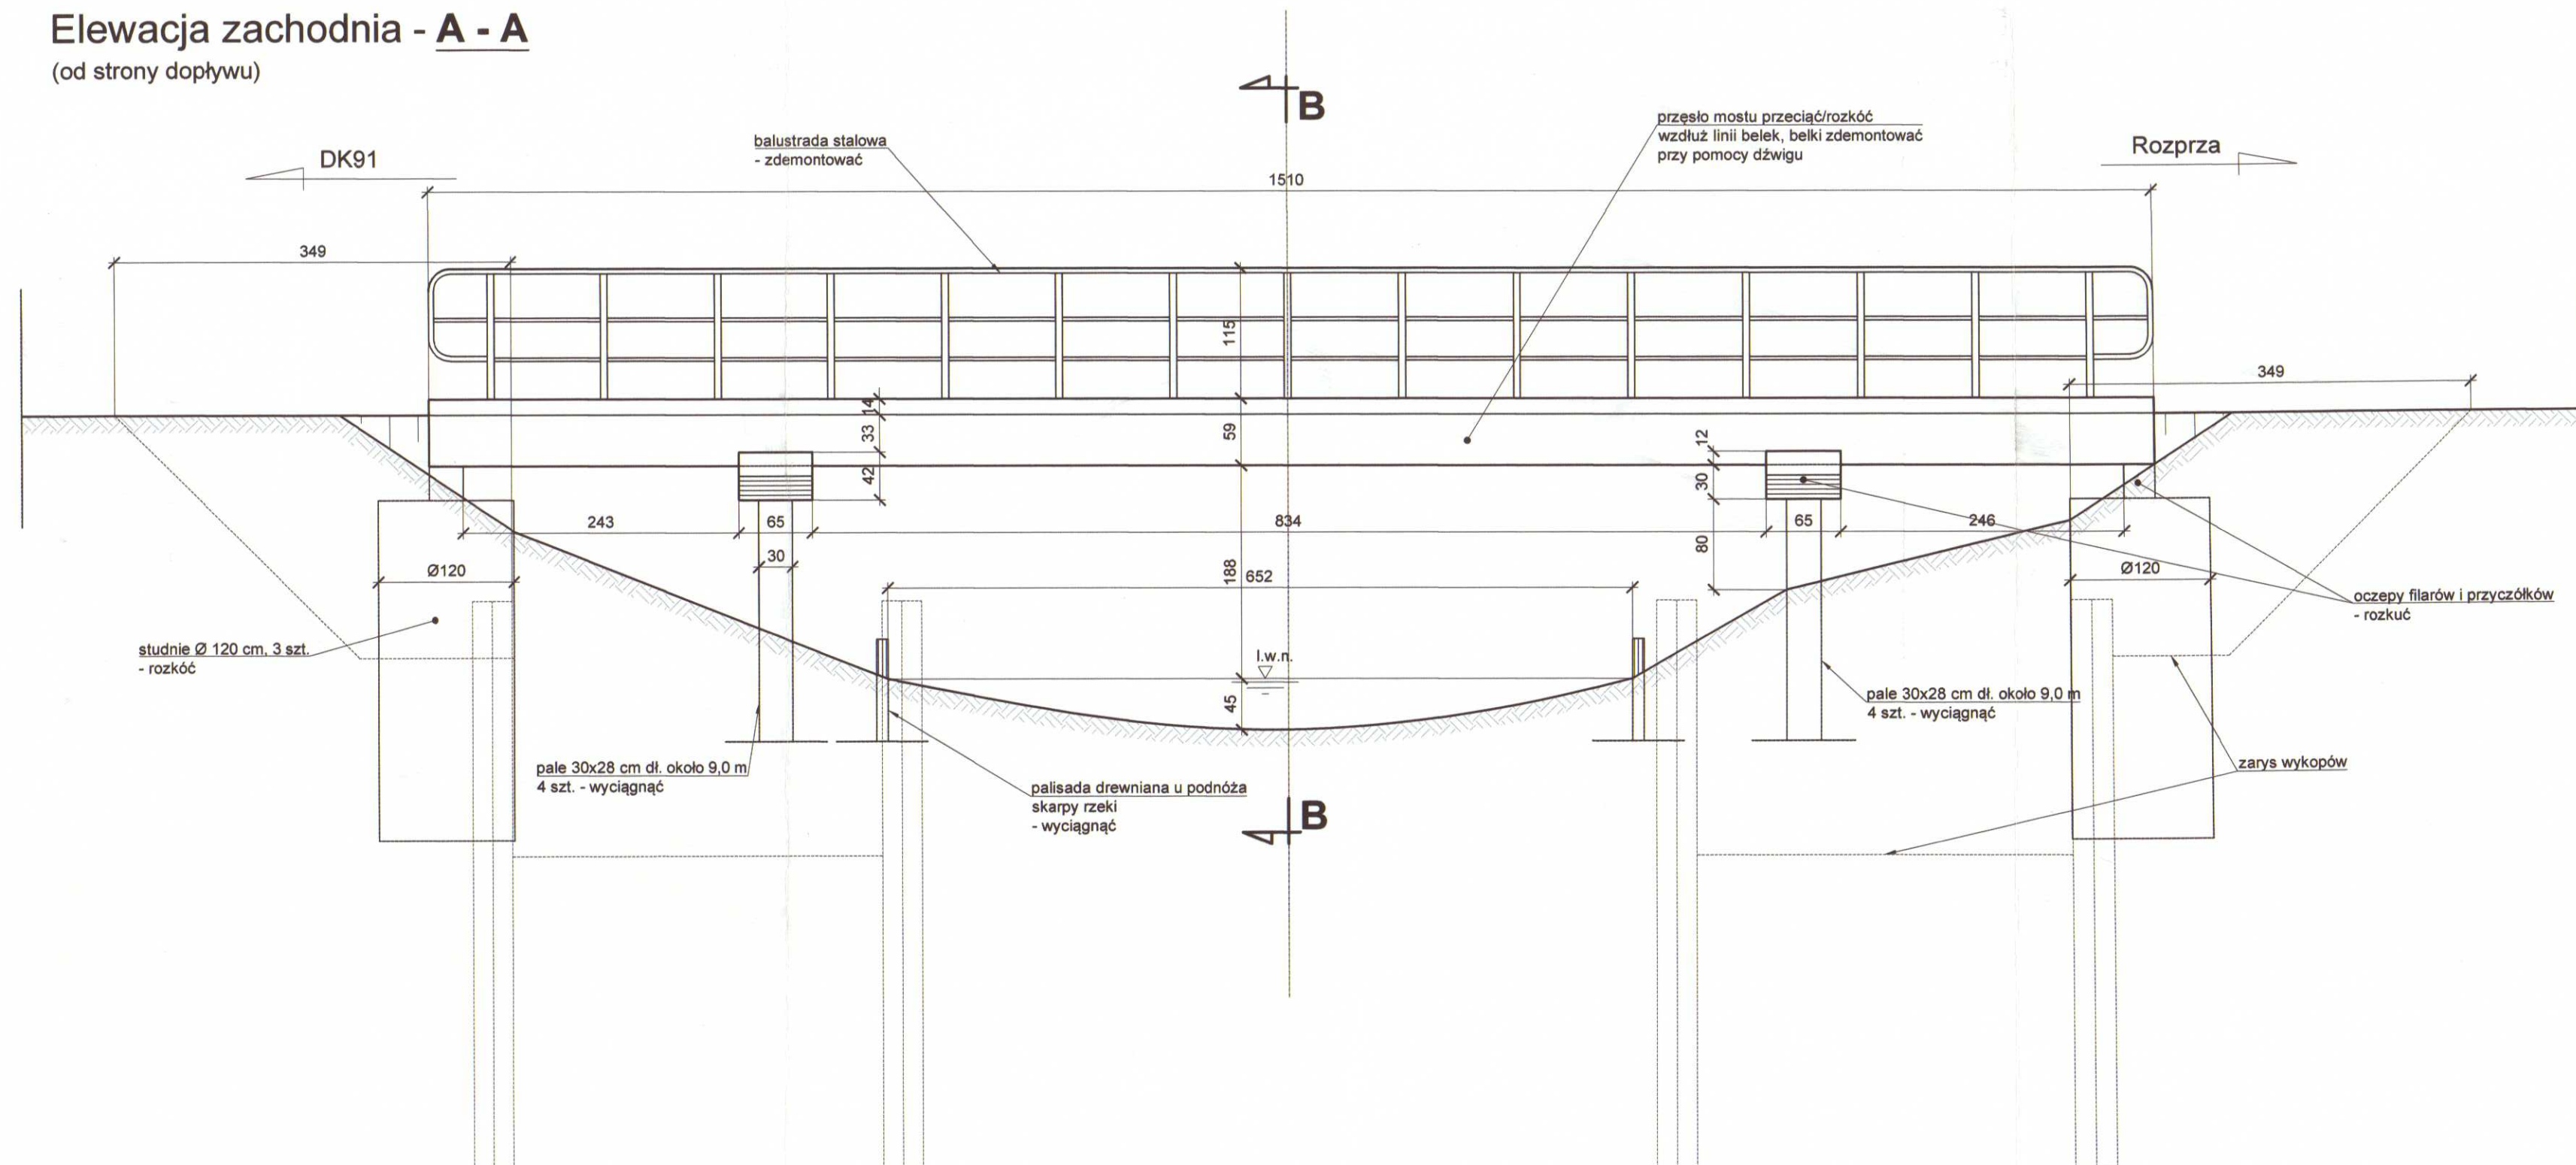 Elewacja zachodnia - A - A
(od strony dopływu)
B
DK91
balustrada stalowa
- zdemontować
przęsło mostu przeciąć/rozkóć
wzdłuż linii belek, belki zdemontować
przy pomocy dźwigu
Rozprza
1510
349
115
349
14
33
42
59
12
30
80
243
65
834
65
246
30
188
652
Ø120
Ø120
studnie Ø 120 cm, 3 szt.
- rozkóć
oczepy filarów i przyczółków
- rozkuć
l.w.n.
45
pale 30x28 cm dł. około 9,0 m
4 szt. - wyciągnąć
pale 30x28 cm dł. około 9,0 m
4 szt. - wyciągnąć
palisada drewniana u podnóża
skarpy rzeki
- wyciągnąć
zarys wykopów
B